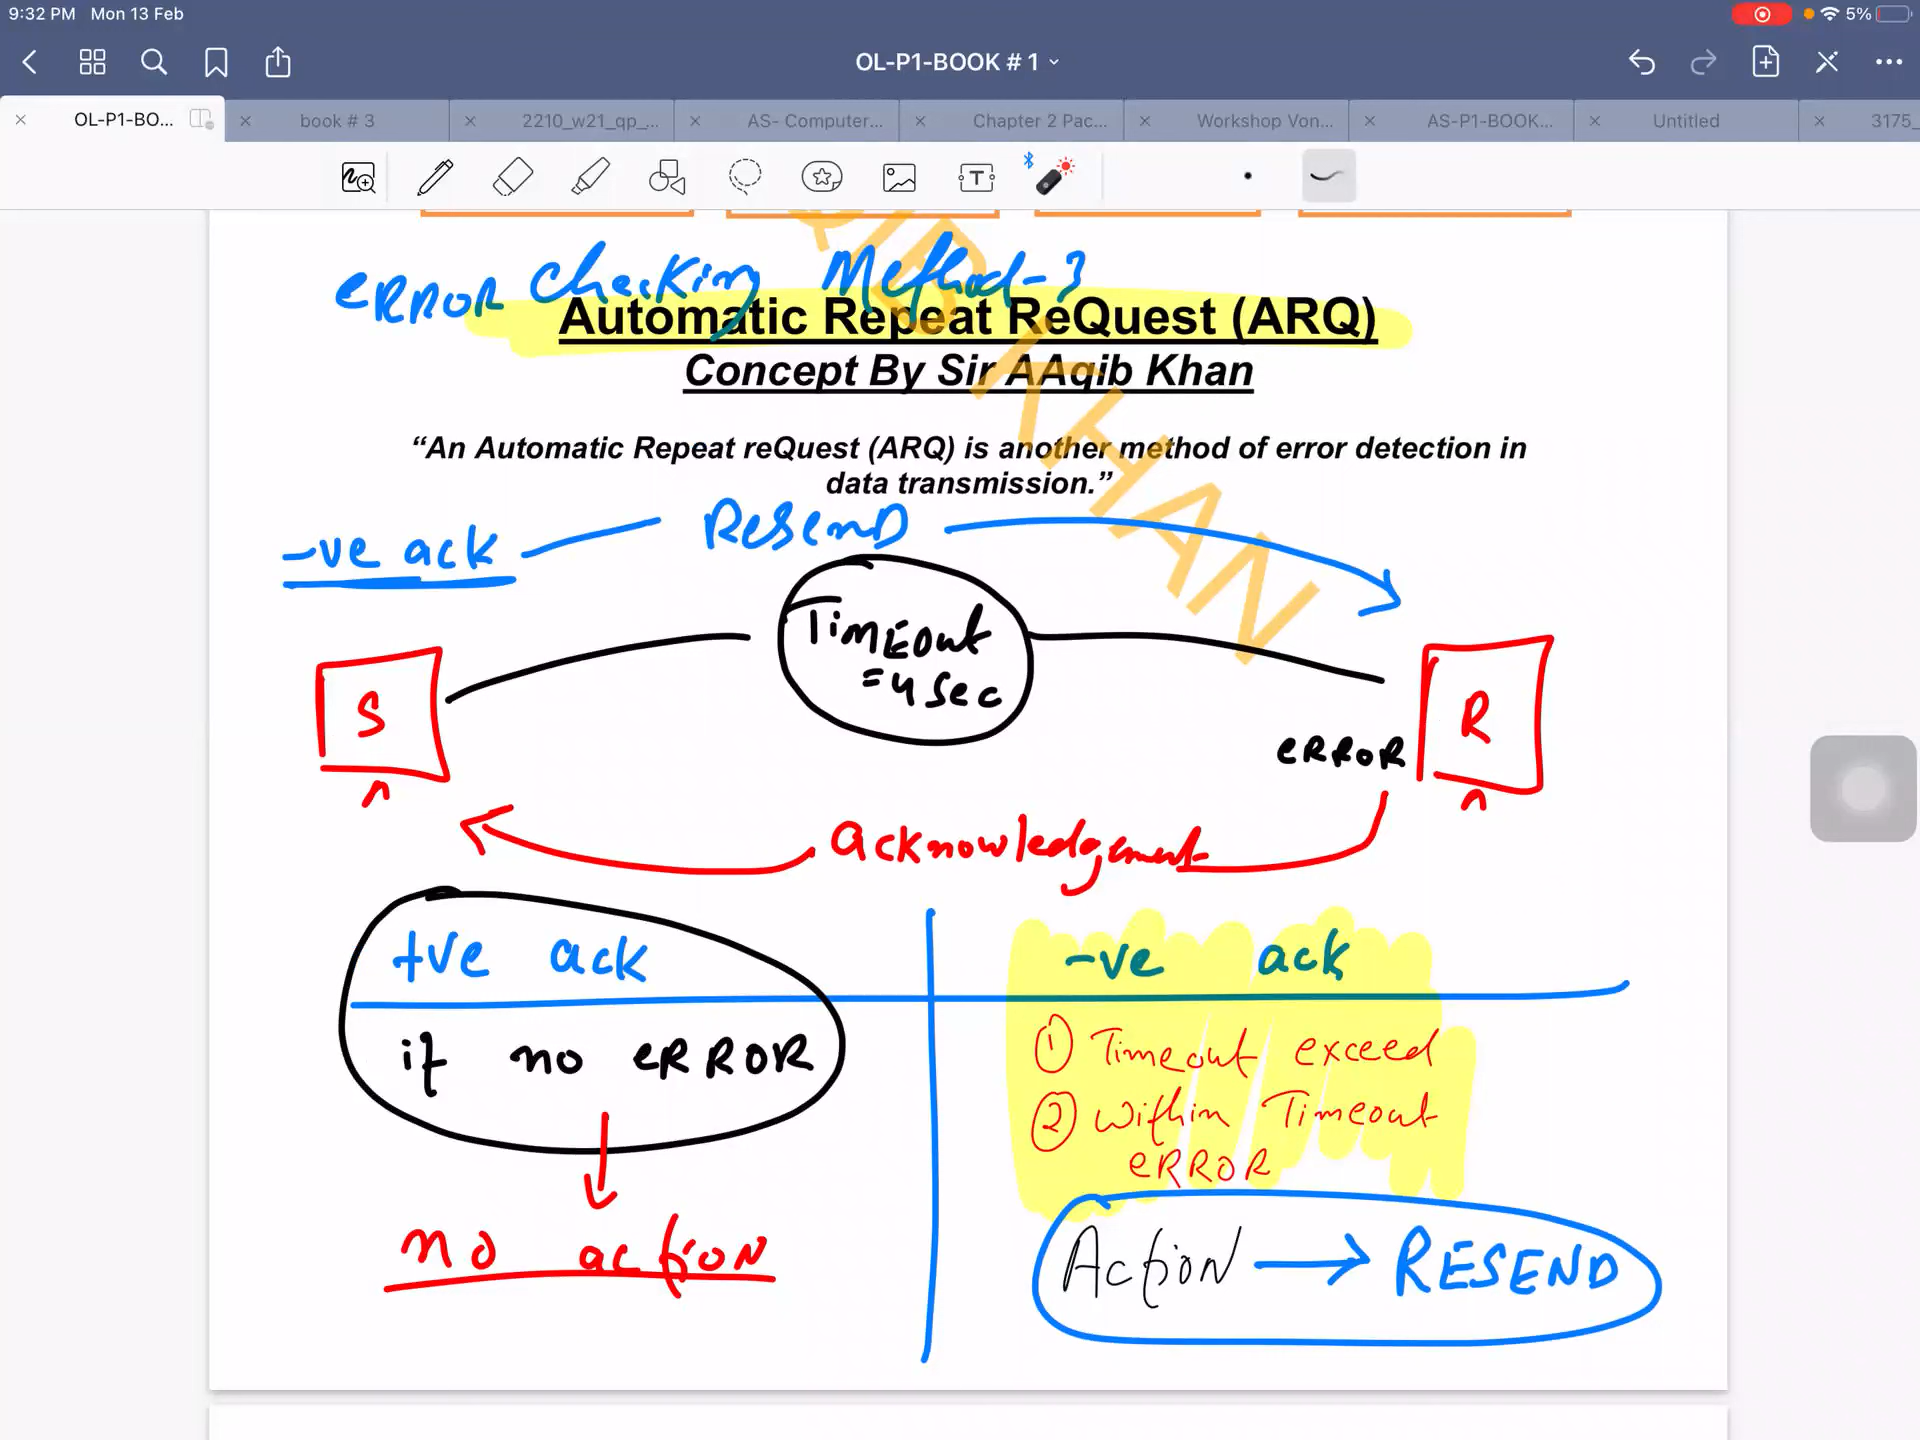 9:32 PM Mon 13 Feb
5%
OL-P1-BOOK # 1
OL-P1-BO...
book # 3
2210_w21_qp_...
AS- Computer...
Chapter 2 Pac...
Workshop Von...
AS-P1-BOOK...
Untitled
3175_
ERROR Checking Method-3
Automatic Repeat ReQuest (ARQ)
Concept By Sir AAqib Khan
“An Automatic Repeat reQuest (ARQ) is another method of error detection in
data transmission.”
-ve ack ReSenD
TimEout
=4 Sec
S
R
eRRoR
acknowledgement
+ve ack
-ve ack
if no eRROR
① Timeout exceed
② Within Timeout
eRROR
no action
Action → RESEND
KHAN